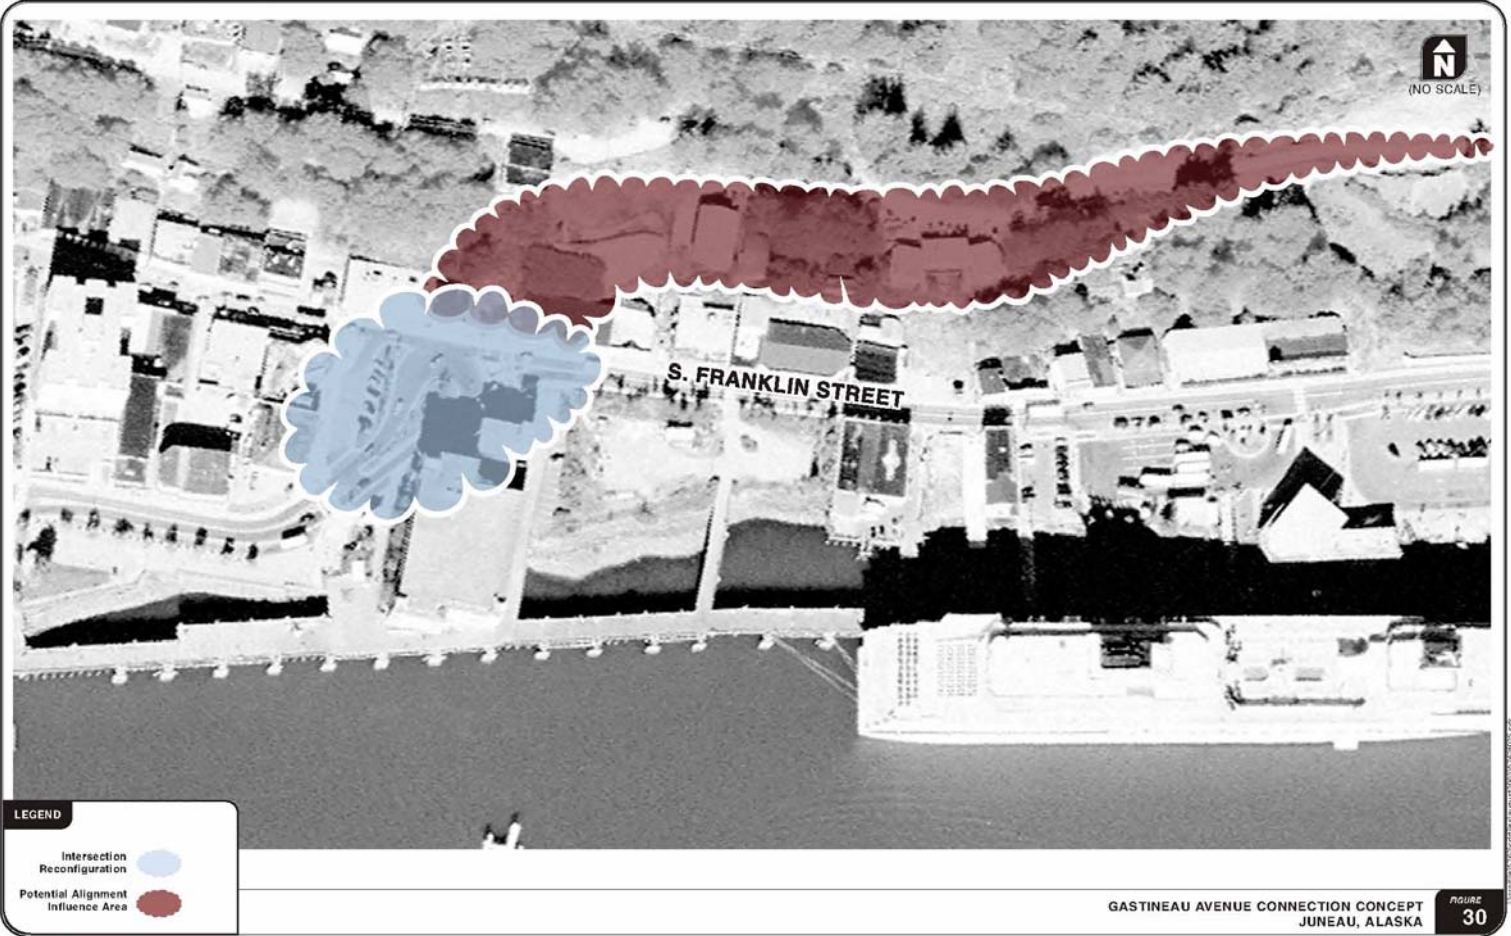 N
(NO SCALE)
S. FRANKLIN STREET
LEGEND
Intersection
Reconfiguration
Potential Alignment
Influence Area
GASTINEAU AVENUE CONNECTION CONCEPT
JUNEAU, ALASKA
FIGURE
30